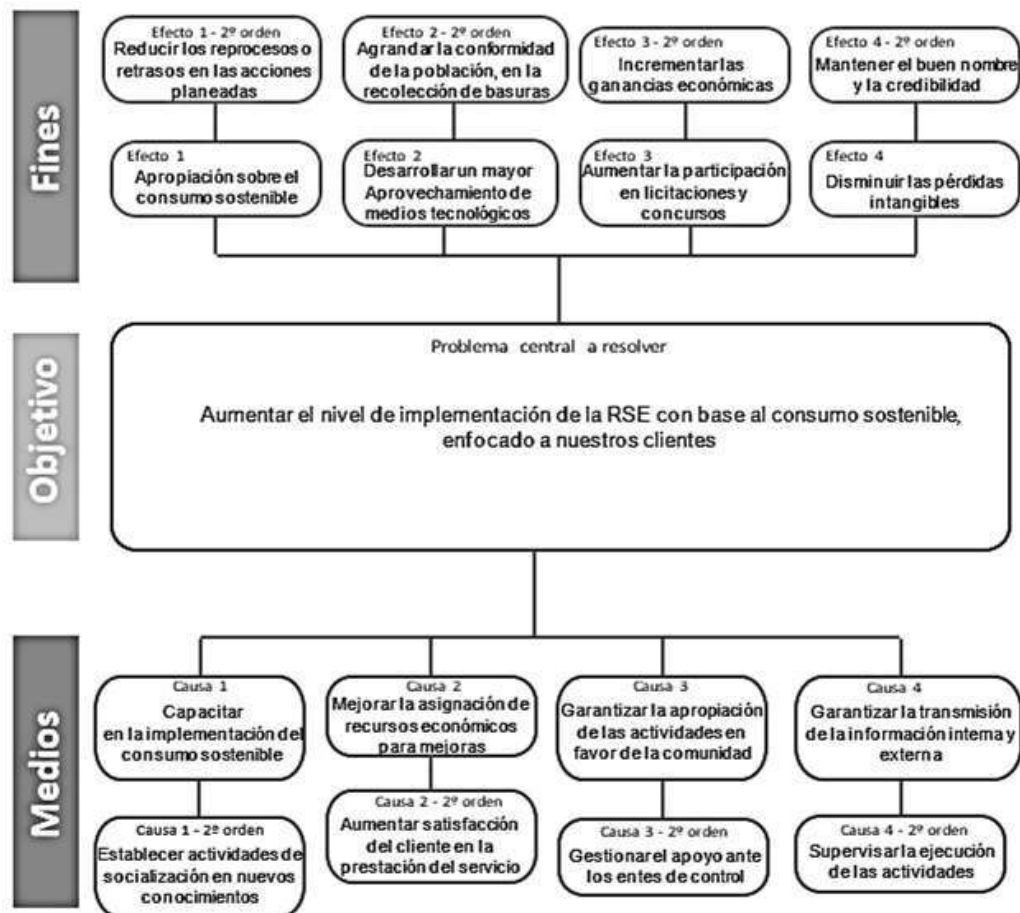 Fines
Efecto 1 - 2º orden
Reducir los reprocesos o
retrasos en las acciones
planeadas
Efecto 2 - 2º orden
Agrandar la conformidad
de la población, en la
recolección de basuras
Efecto 3 - 2º orden
Incrementar las
ganancias económicas
Efecto 4 - 2º orden
Mantener el buen nombre
y la credibilidad
Efecto 1
Apropiación sobre el
consumo sostenible
Efecto 2
Desarrollar un mayor
Aprovechamiento de
medios tecnológicos
Efecto 3
Aumentar la participación
en licitaciones y
concursos
Efecto 4
Disminuir las pérdidas
intangibles
Objetivo
Problema central a resolver
Aumentar el nivel de implementación de la RSE con base al consumo sostenible,
enfocado a nuestros clientes
Medios
Causa 1
Capacitar
en la implementación del
consumo sostenible
Causa 2
Mejorar la asignación de
recursos económicos
para mejoras
Causa 3
Garantizar la apropiación
de las actividades en
favor de la comunidad
Causa 4
Garantizar la transmisión
de la información interna y
externa
Causa 1 - 2º orden
Establecer actividades de
socialización en nuevos
conocimientos
Causa 2 - 2º orden
Aumentar satisfacción
del cliente en la
prestación del servicio
Causa 3 - 2º orden
Gestionar el apoyo ante
los entes de control
Causa 4 - 2º orden
Supervisar la ejecución
de las actividades